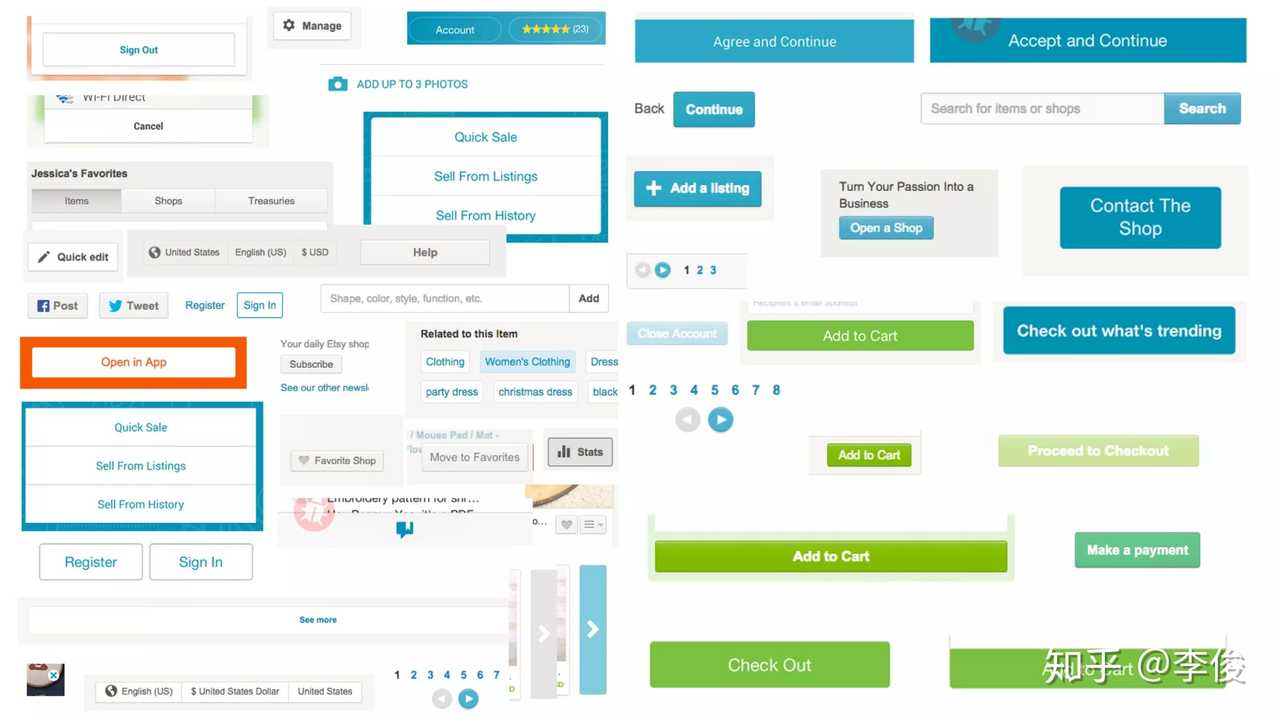 Sign Out
Manage
Account
(23)
ADD UP TO 3 PHOTOS
Wi-Fi Direct
Cancel
Quick Sale
Sell From Listings
Sell From History
Jessica's Favorites
Items Shops Treasuries
Quick edit
United States English (US) $ USD
Help
Post
Tweet
Register
Sign In
Shape, color, style, function, etc. Add
Open in App
Your daily Etsy shop
Subscribe
See our other newsl
Related to this Item
Clothing Women's Clothing Dress
party dress christmas dress black
Quick Sale
Sell From Listings
Sell From History
Favorite Shop
/ Mouse Pad / Mat -
Move to Favorites
Stats
Embroidery pattern for shr...
o...
Register
Sign In
See more
English (US) $ United States Dollar United States
1 2 3 4 5 6 7
D
D
Agree and Continue
Accept and Continue
Back Continue
Search for items or shops Search
Add a listing
Turn Your Passion Into a
Business
Open a Shop
Contact The
Shop
1 2 3
Close Account
Recipient's email address
Add to Cart
Check out what's trending
1 2 3 4 5 6 7 8
Add to Cart
Proceed to Checkout
Add to Cart
Make a payment
Check Out
Add to Cart
知乎 @李俊